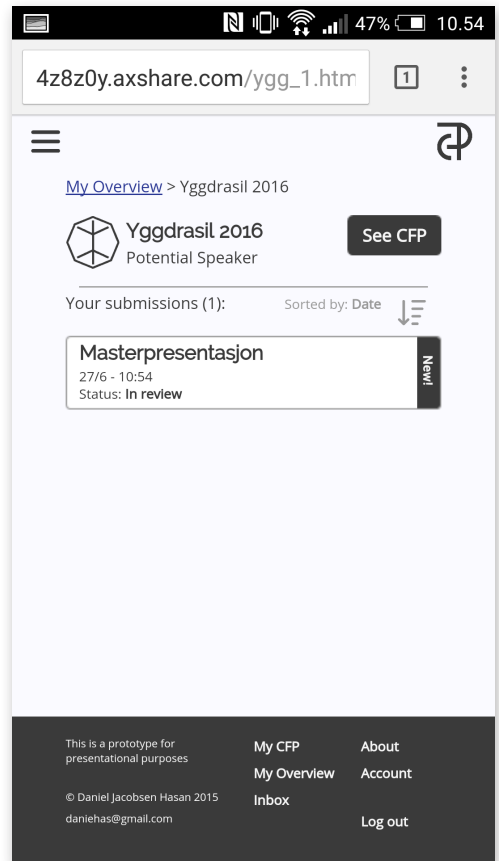 47% 10.54
4z8z0y.axshare.com/ygg_1.htm
1
My Overview > Yggdrasil 2016
Yggdrasil 2016
Potential Speaker
See CFP
Your submissions (1):
Sorted by: Date
Masterpresentasjon
27/6 - 10:54
Status: In review
New!
This is a prototype for
presentational purposes
© Daniel Jacobsen Hasan 2015
daniehas@gmail.com
My CFP
My Overview
Inbox
About
Account
Log out